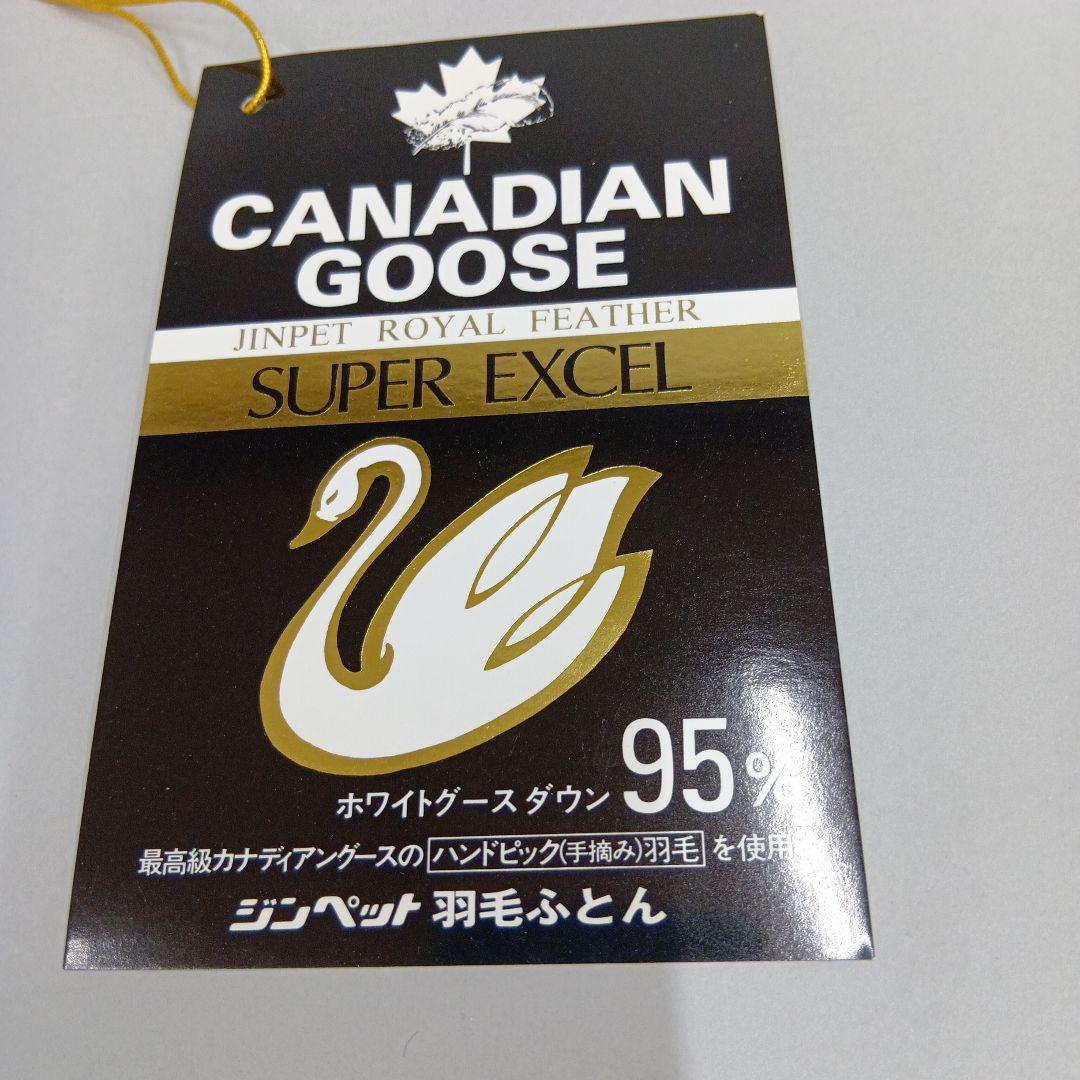 CANADIAN
GOOSE
JINPET ROYAL FEATHER
SUPER EXCEL
ホワイトグース ダウン 95%
最高級カナディアングースの ハンドピック(手摘み)羽毛 を使用
ジンペット 羽毛ふとん